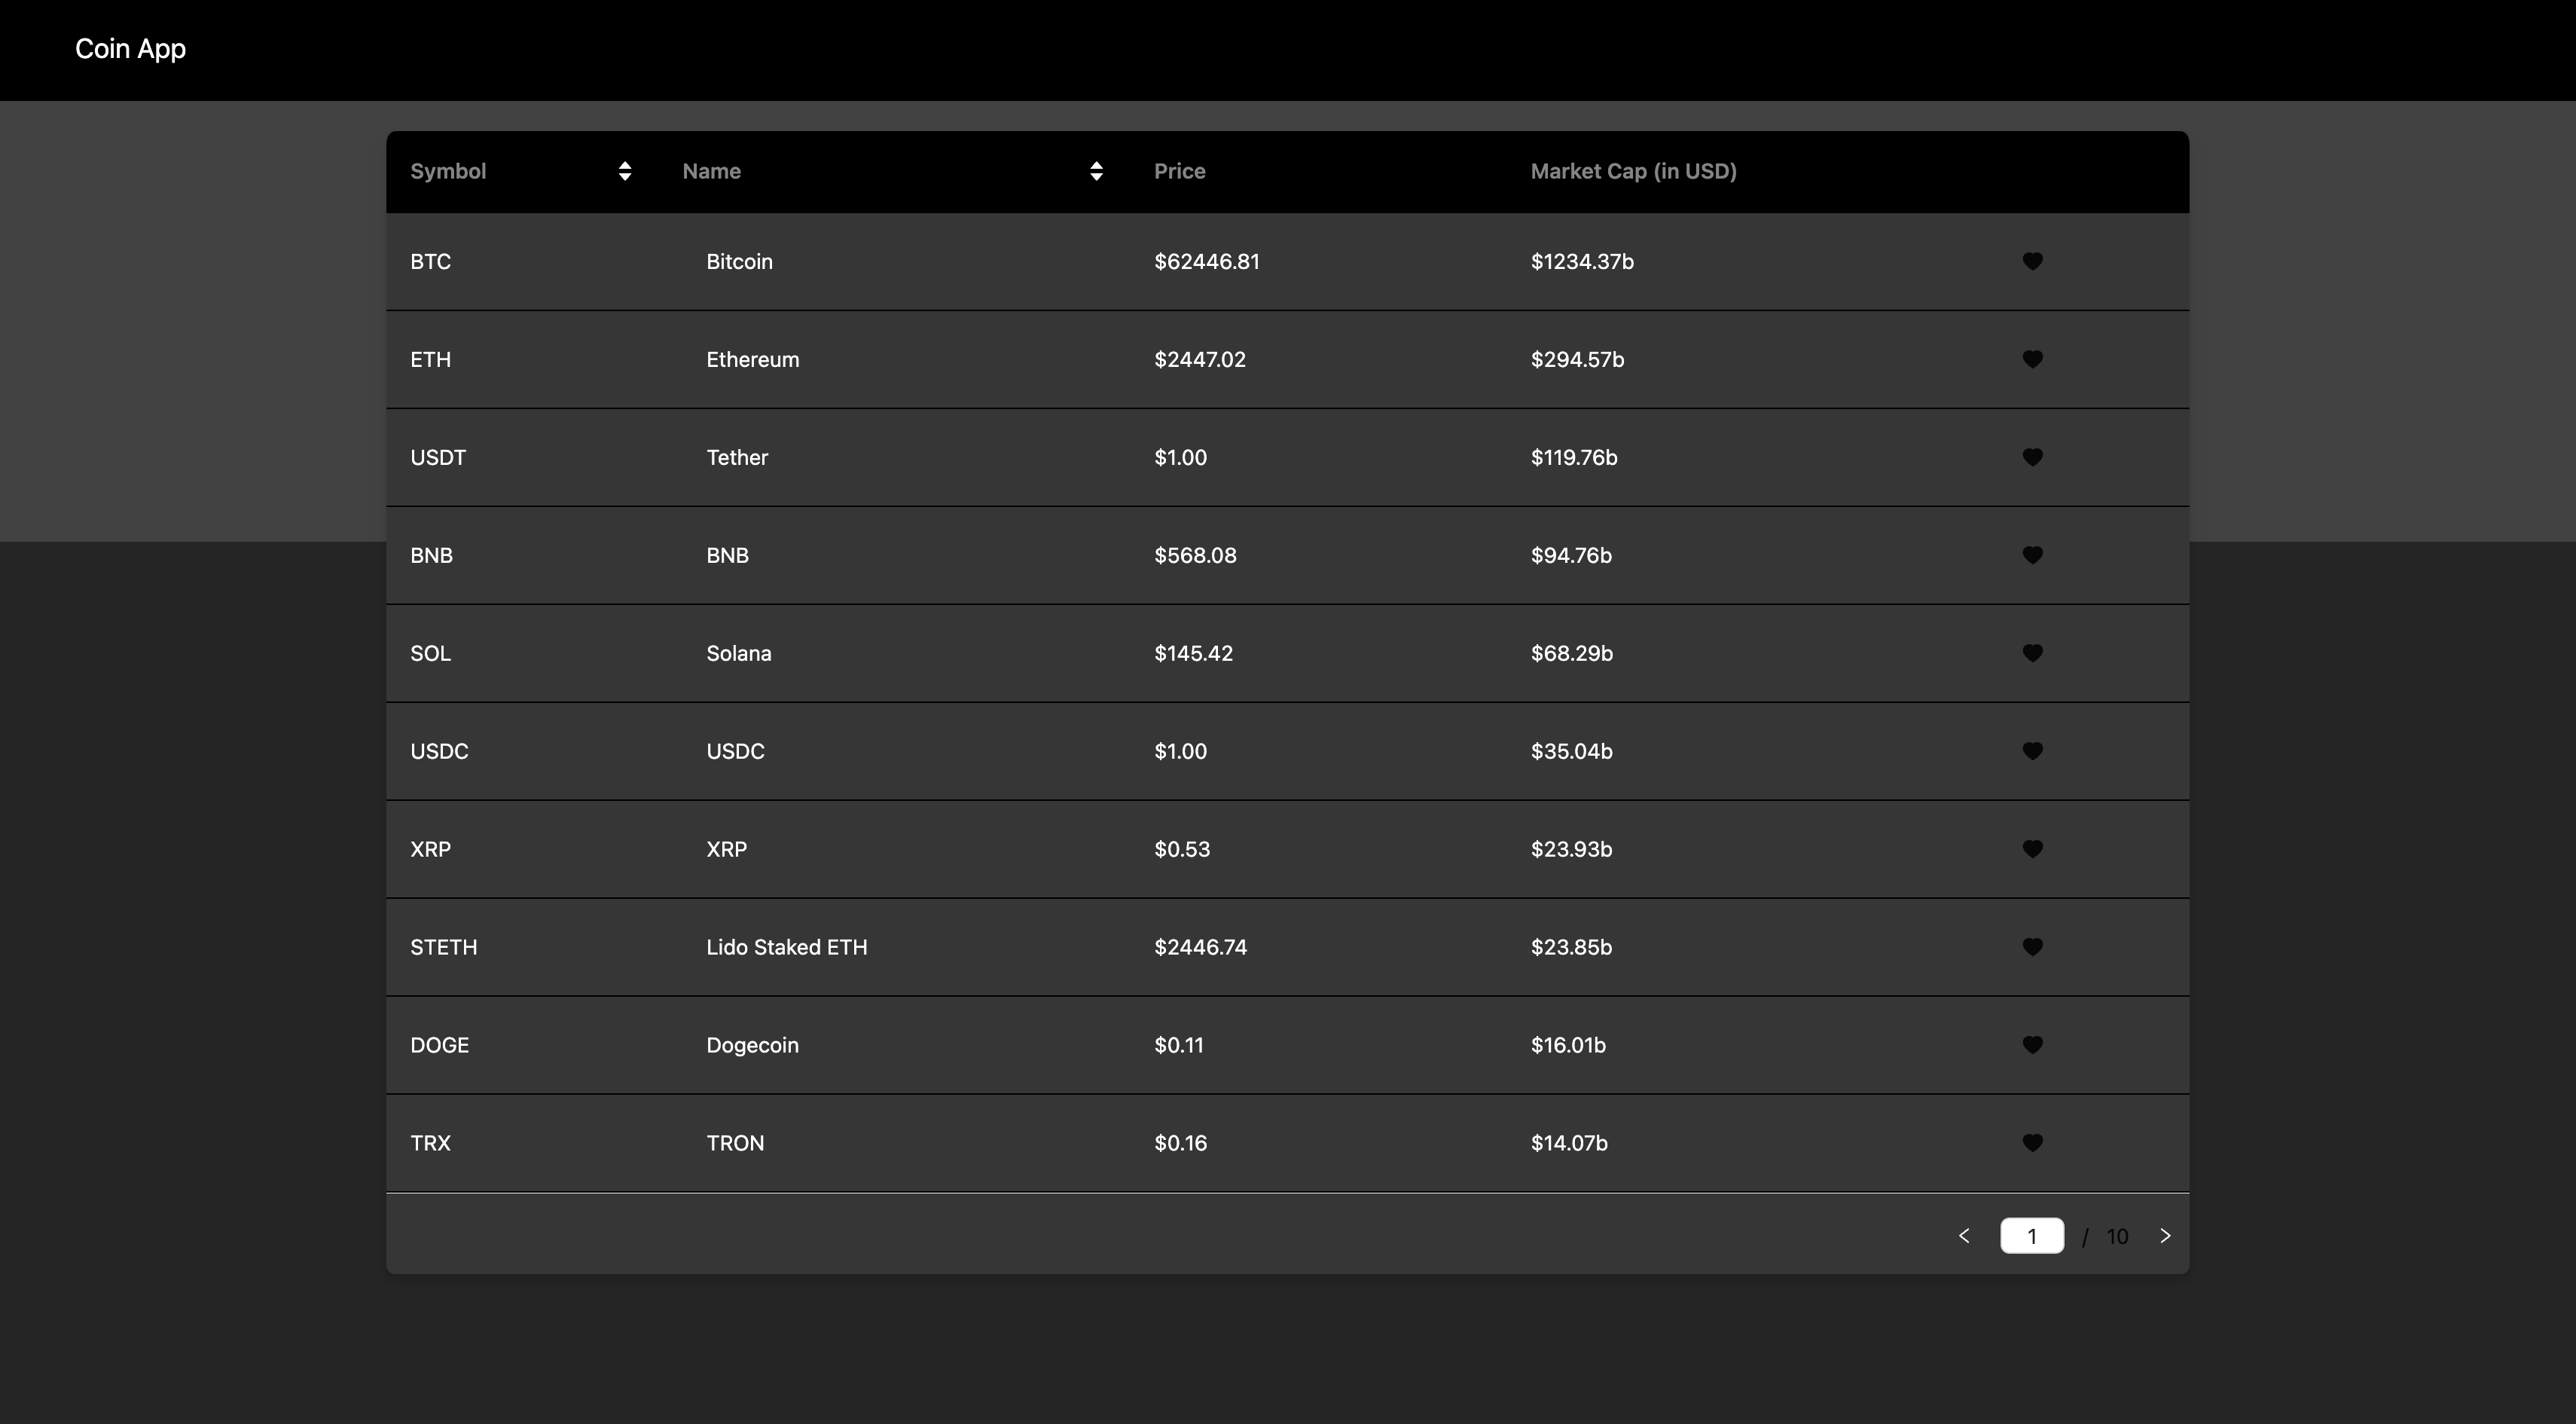 Coin App
Symbol Name Price Market Cap (in USD)
BTC Bitcoin $62446.81 $1234.37b
ETH Ethereum $2447.02 $294.57b
USDT Tether $1.00 $119.76b
BNB BNB $568.08 $94.76b
SOL Solana $145.42 $68.29b
USDC USDC $1.00 $35.04b
XRP XRP $0.53 $23.93b
STETH Lido Staked ETH $2446.74 $23.85b
DOGE Dogecoin $0.11 $16.01b
TRX TRON $0.16 $14.07b
< 1 / 10 >